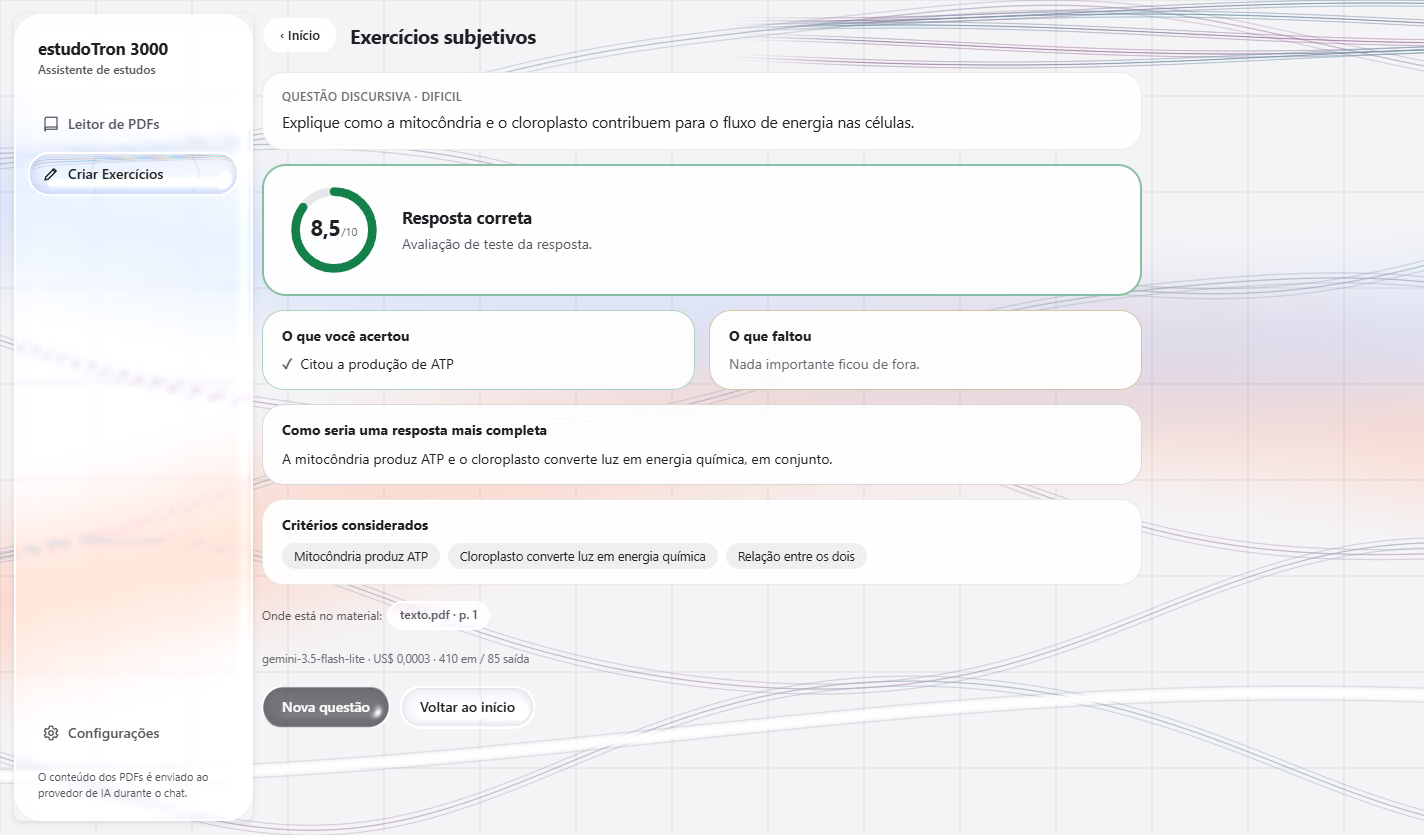 estudoTron 3000
Assistente de estudos
Leitor de PDFs
Criar Exercícios
Configurações
O conteúdo dos PDFs é enviado ao
provedor de IA durante o chat.
‹ Início
Exercícios subjetivos
QUESTÃO DISCURSIVA · DIFICIL
Explique como a mitocôndria e o cloroplasto contribuem para o fluxo de energia nas células.
8,5/10
Resposta correta
Avaliação de teste da resposta.
O que você acertou
✓ Citou a produção de ATP
O que faltou
Nada importante ficou de fora.
Como seria uma resposta mais completa
A mitocôndria produz ATP e o cloroplasto converte luz em energia química, em conjunto.
Critérios considerados
Mitocôndria produz ATP
Cloroplasto converte luz em energia química
Relação entre os dois
Onde está no material: texto.pdf · p. 1
gemini-3.5-flash-lite · US$ 0,0003 · 410 em / 85 saída
Nova questão
Voltar ao início